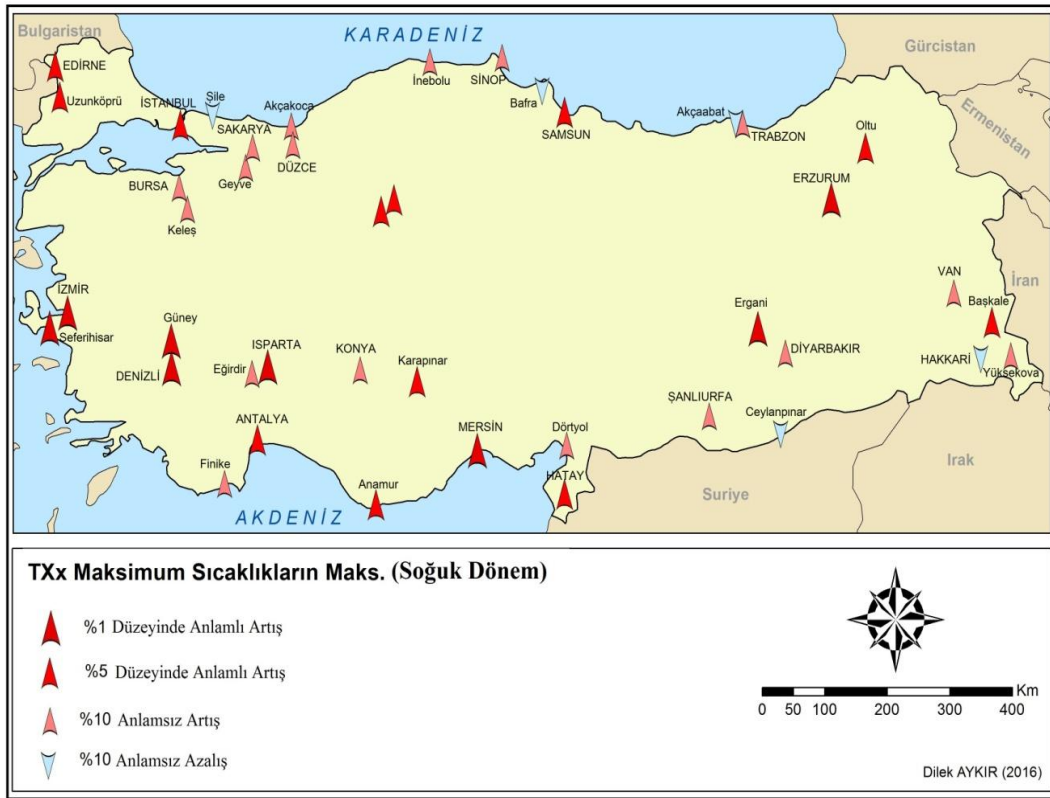 Bulgaristan
KARADENİZ
Gürcistan
EDİRNE
İnebolu
SİNOP
Uzunköprü
İSTANBUL
Şile
Akçakoca
Bafra
Akçaabat
Ermenistan
SAKARYA
SAMSUN
TRABZON
Oltu
DÜZCE
Geyve
BURSA
ERZURUM
Keleş
VAN
İran
İZMİR
Başkale
Seferihisar
Güney
Ergani
ISPARTA
KONYA
Karapınar
DİYARBAKIR
HAKKARİ
DENİZLİ
Eğirdir
Yüksekova
ŞANLIURFA
Ceylanpınar
ANTALYA
MERSİN
Dörtyol
Finike
Irak
Anamur
HATAY
Suriye
AKDENİZ
TXx Maksimum Sıcaklıkların Maks. (Soğuk Dönem)
%1 Düzeyinde Anlamlı Artış
%5 Düzeyinde Anlamlı Artış
%10 Anlamsız Artış
%10 Anlamsız Azalış
Km
0 50 100 200 300 400
Dilek AYKIR (2016)